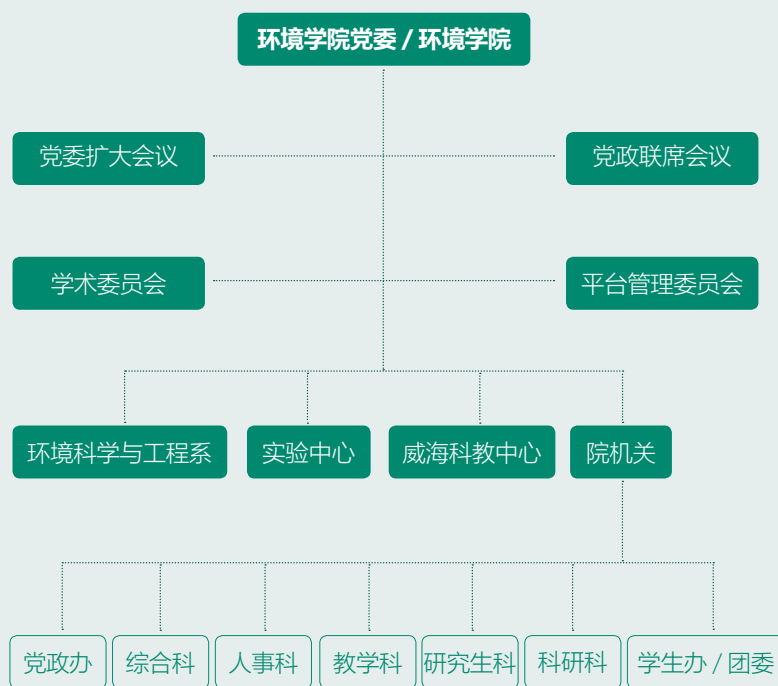 环境学院党委 / 环境学院
党委扩大会议
党政联席会议
学术委员会
平台管理委员会
环境科学与工程系
实验中心
威海科教中心
院机关
党政办
综合科
人事科
教学科
研究生科
科研科
学生办 / 团委